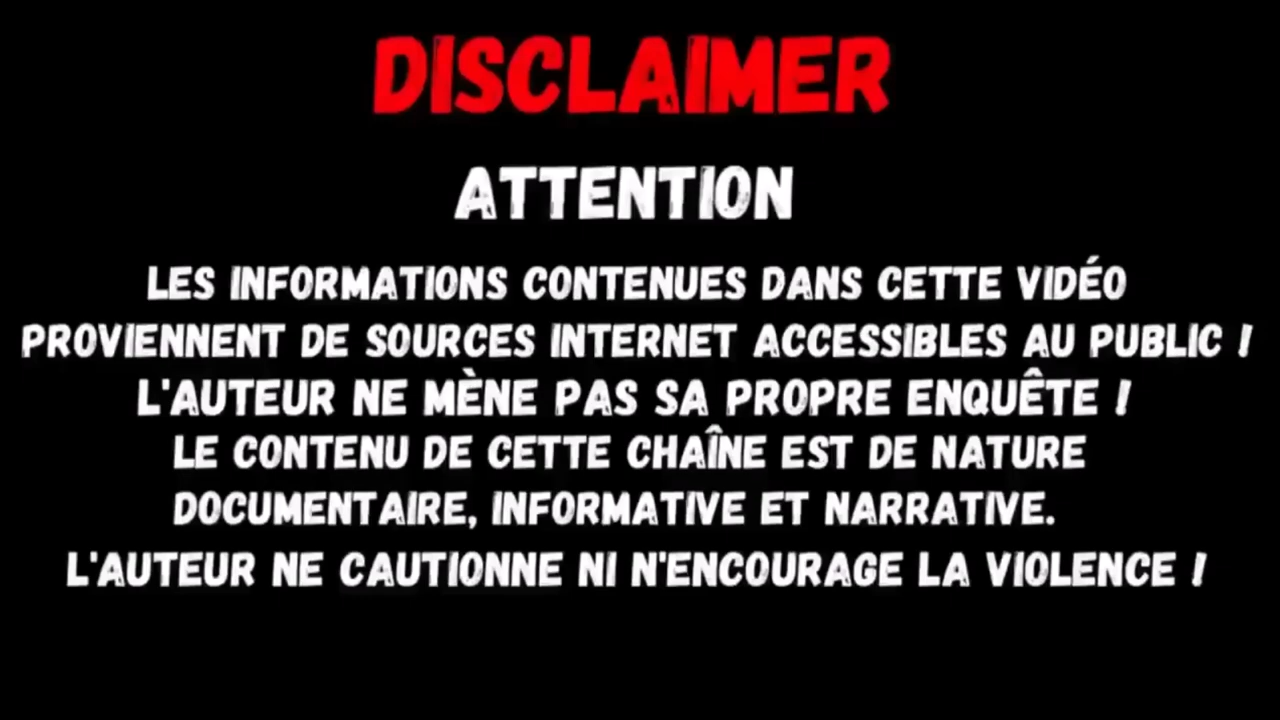 DISCLAIMER
ATTENTION
LES INFORMATIONS CONTENUES DANS CETTE VIDÉO
PROVIENNENT DE SOURCES INTERNET ACCESSIBLES AU PUBLIC !
L'AUTEUR NE MÈNE PAS SA PROPRE ENQUÊTE !
LE CONTENU DE CETTE CHAÎNE EST DE NATURE
DOCUMENTAIRE, INFORMATIVE ET NARRATIVE.
L'AUTEUR NE CAUTIONNE NI N'ENCOURAGE LA VIOLENCE !